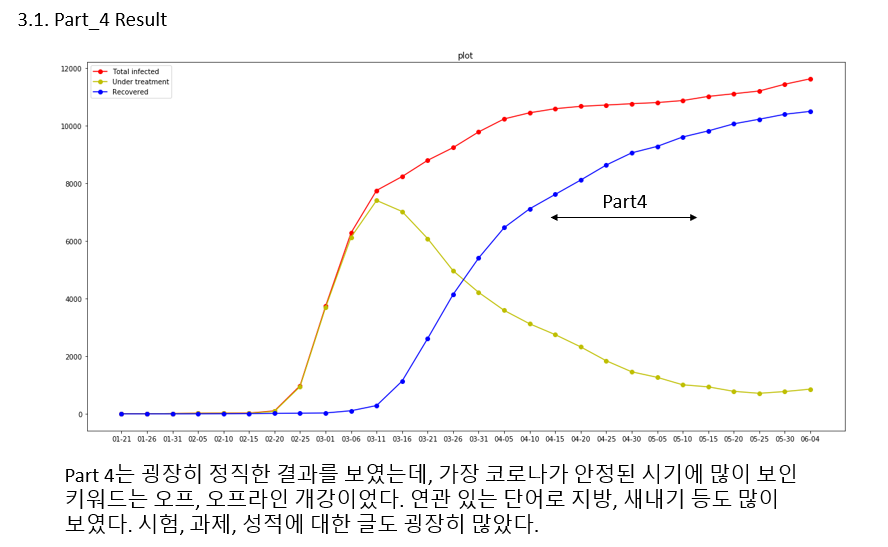 3.1. Part_4 Result
plot
Total infected
Under treatment
Recovered
12000
10000
8000
6000
4000
2000
0
Part4
01-21 01-26 01-31 02-05 02-10 02-15 02-20 02-25 03-01 03-06 03-11 03-16 03-21 03-26 03-31 04-05 04-10 04-15 04-20 04-25 04-30 05-05 05-10 05-15 05-20 05-25 05-30 06-04
Part 4는 굉장히 정직한 결과를 보였는데, 가장 코로나가 안정된 시기에 많이 보인
키워드는 오프, 오프라인 개강이었다. 연관 있는 단어로 지방, 새내기 등도 많이
보였다. 시험, 과제, 성적에 대한 글도 굉장히 많았다.